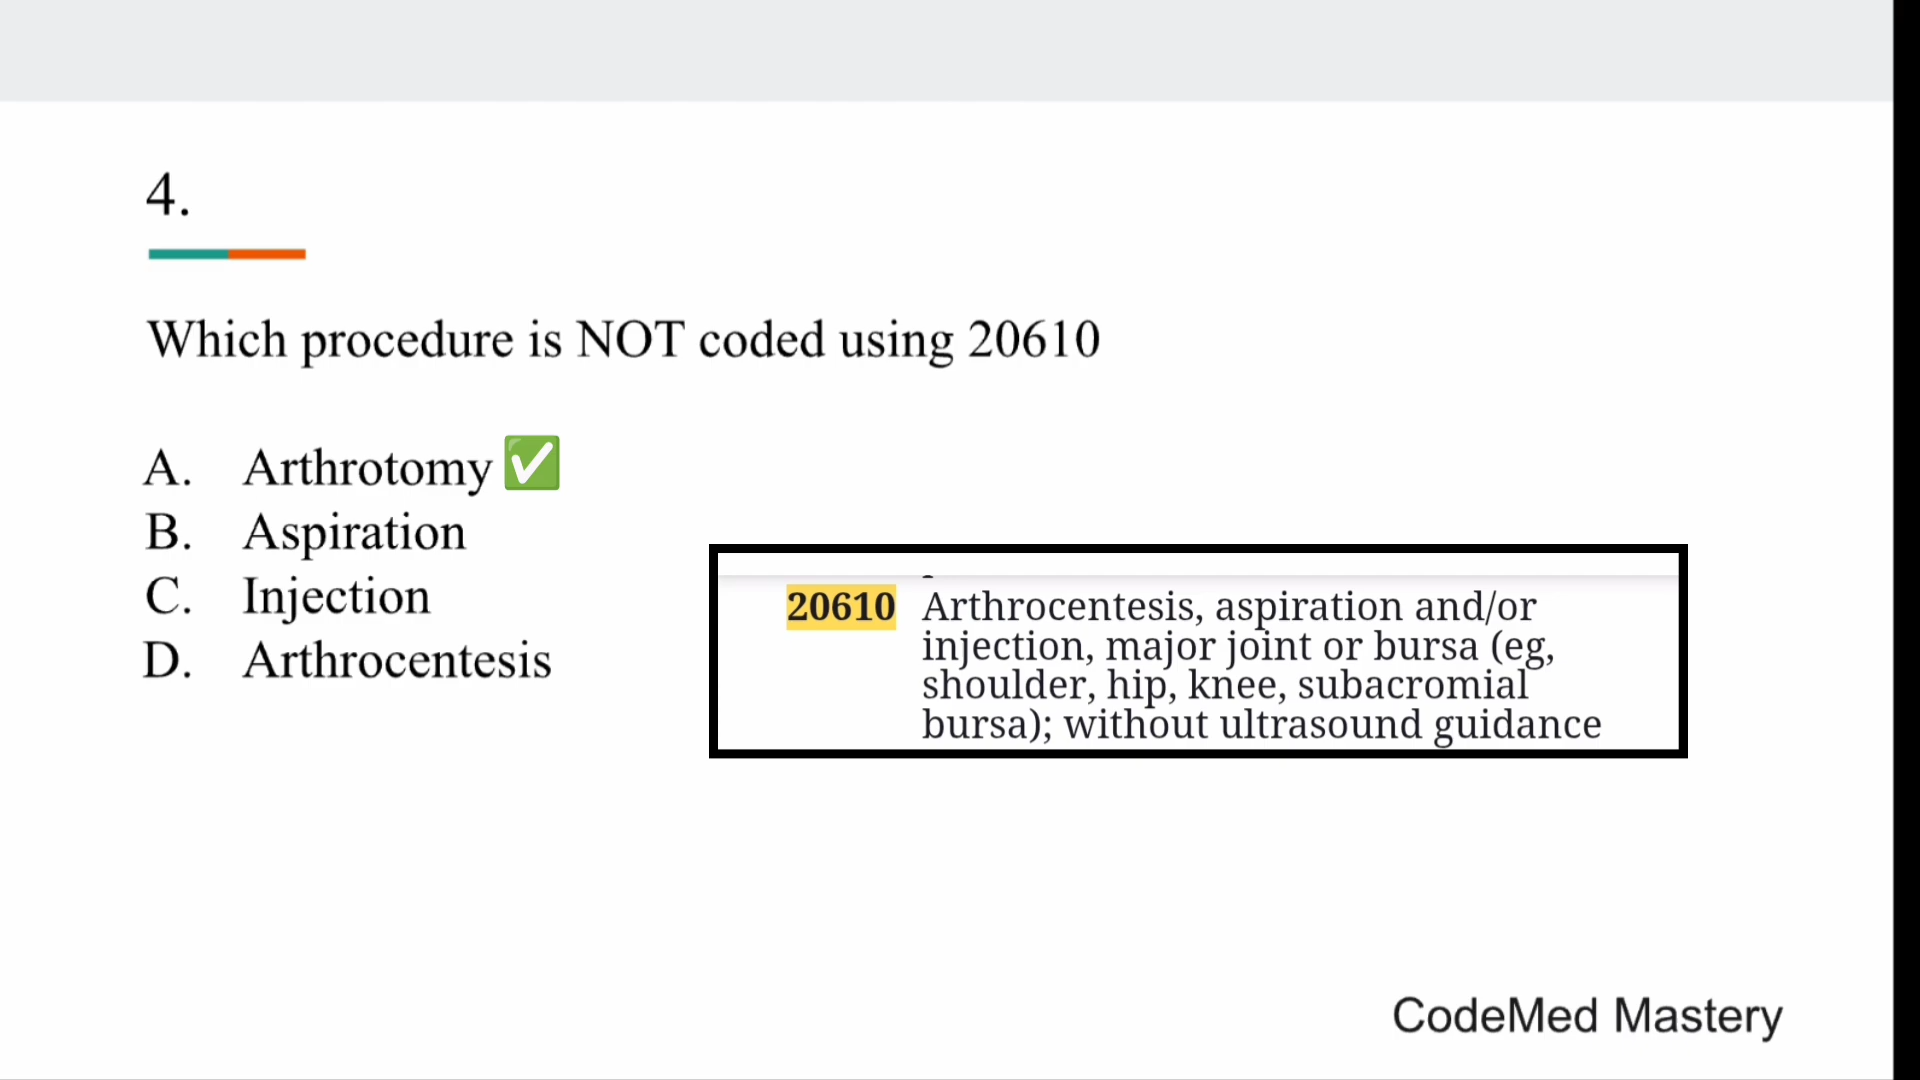 4.
Which procedure is NOT coded using 20610
A. Arthrotomy ✅
B. Aspiration
C. Injection
D. Arthrocentesis
20610 Arthrocentesis, aspiration and/or
injection, major joint or bursa (eg,
shoulder, hip, knee, subacromial
bursa); without ultrasound guidance
CodeMed Mastery